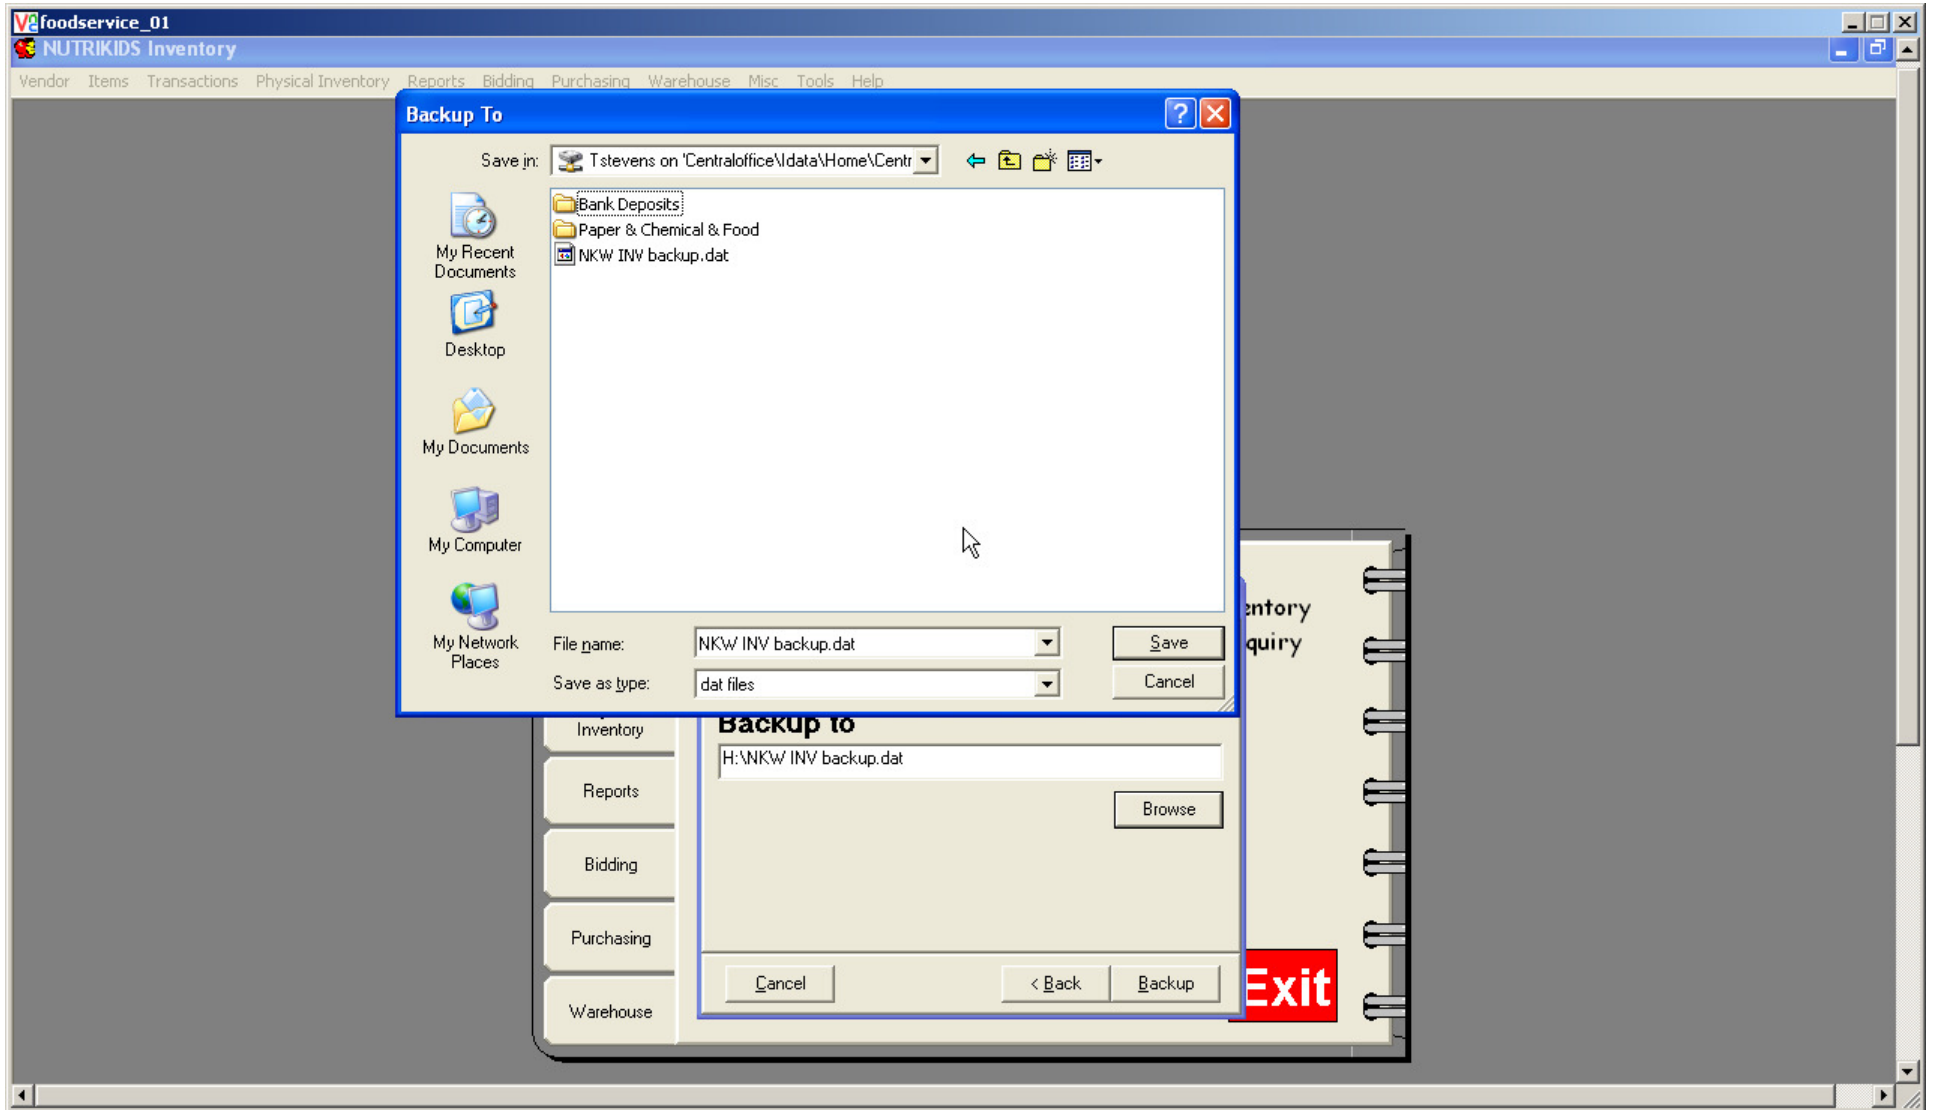 foodservice_01
NUTRIKIDS Inventory
Vendor Items Transactions Physical Inventory Reports Bidding Purchasing Warehouse Misc Tools Help
Backup To
Save in: Tstevens on 'Centraloffice\Idata\Home\Centr
Bank Deposits
Paper & Chemical & Food
NKW INV backup.dat
My Recent
Documents
Desktop
My Documents
My Computer
My Network
Places
File name: NKW INV backup.dat Save
Save as type: dat files Cancel
entory
quiry
Inventory
Backup to
H:\NKW INV backup.dat
Reports
Browse
Bidding
Purchasing
Cancel < Back Backup
Exit
Warehouse